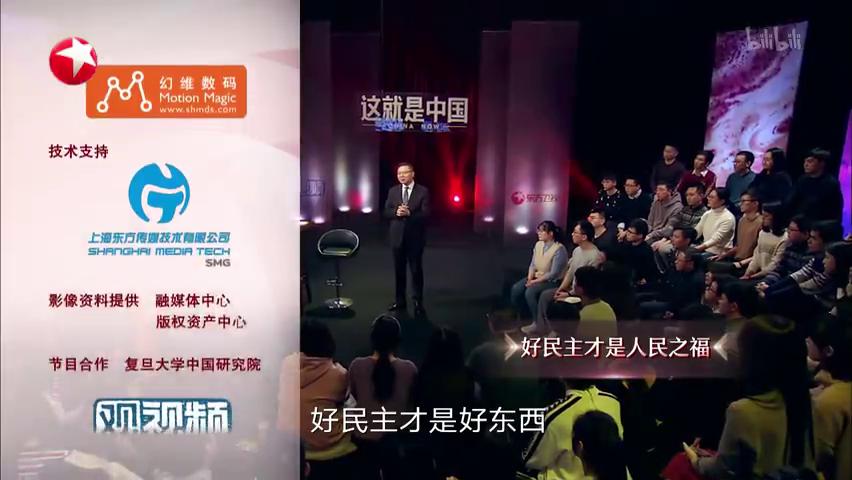 幻维数码
Motion Magic
www.shmds.com
技术支持
上海东方传媒技术有限公司
SHANGHAI MEDIA TECH
SMG
影像资料提供 融媒体中心
版权资产中心
节目合作 复旦大学中国研究院
观视频
bilibili
这就是中国
CHINA NOW
东方卫视
好民主才是人民之福
好民主才是好东西